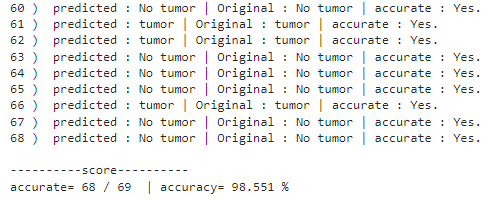 60 )  predicted : No tumor | Original : No tumor | accurate : Yes.
61 )  predicted : tumor | Original : tumor | accurate : Yes.
62 )  predicted : tumor | Original : tumor | accurate : Yes.
63 )  predicted : No tumor | Original : No tumor | accurate : Yes.
64 )  predicted : No tumor | Original : No tumor | accurate : Yes.
65 )  predicted : No tumor | Original : No tumor | accurate : Yes.
66 )  predicted : tumor | Original : tumor | accurate : Yes.
67 )  predicted : No tumor | Original : No tumor | accurate : Yes.
68 )  predicted : No tumor | Original : No tumor | accurate : Yes.
----------score----------
accurate= 68 / 69  | accuracy= 98.551 %